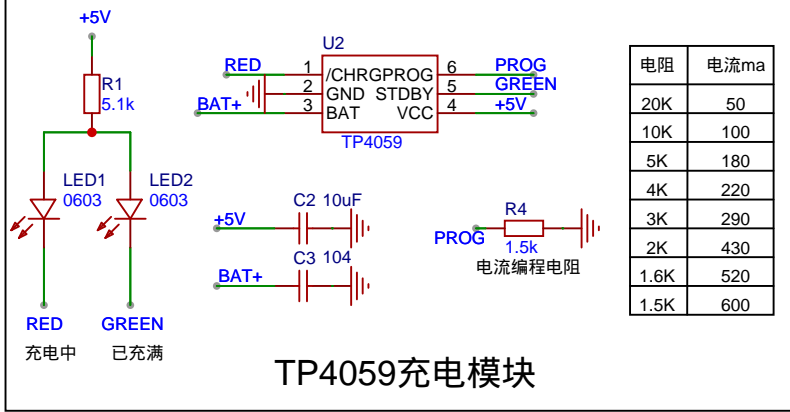 +5V
R1
5.1k
LED1
0603
LED2
0603
RED
GREEN
充电中
已充满
U2
RED
1
/CHRG
PROG
6
PROG
2
GND
STDBY
5
GREEN
BAT+
3
BAT
VCC
4
+5V
TP4059
+5V
C2 10uF
BAT+
C3 104
PROG
R4
1.5k
电流编程电阻
电阻 电流ma
20K 50
10K 100
5K 180
4K 220
3K 290
2K 430
1.6K 520
1.5K 600
TP4059充电模块